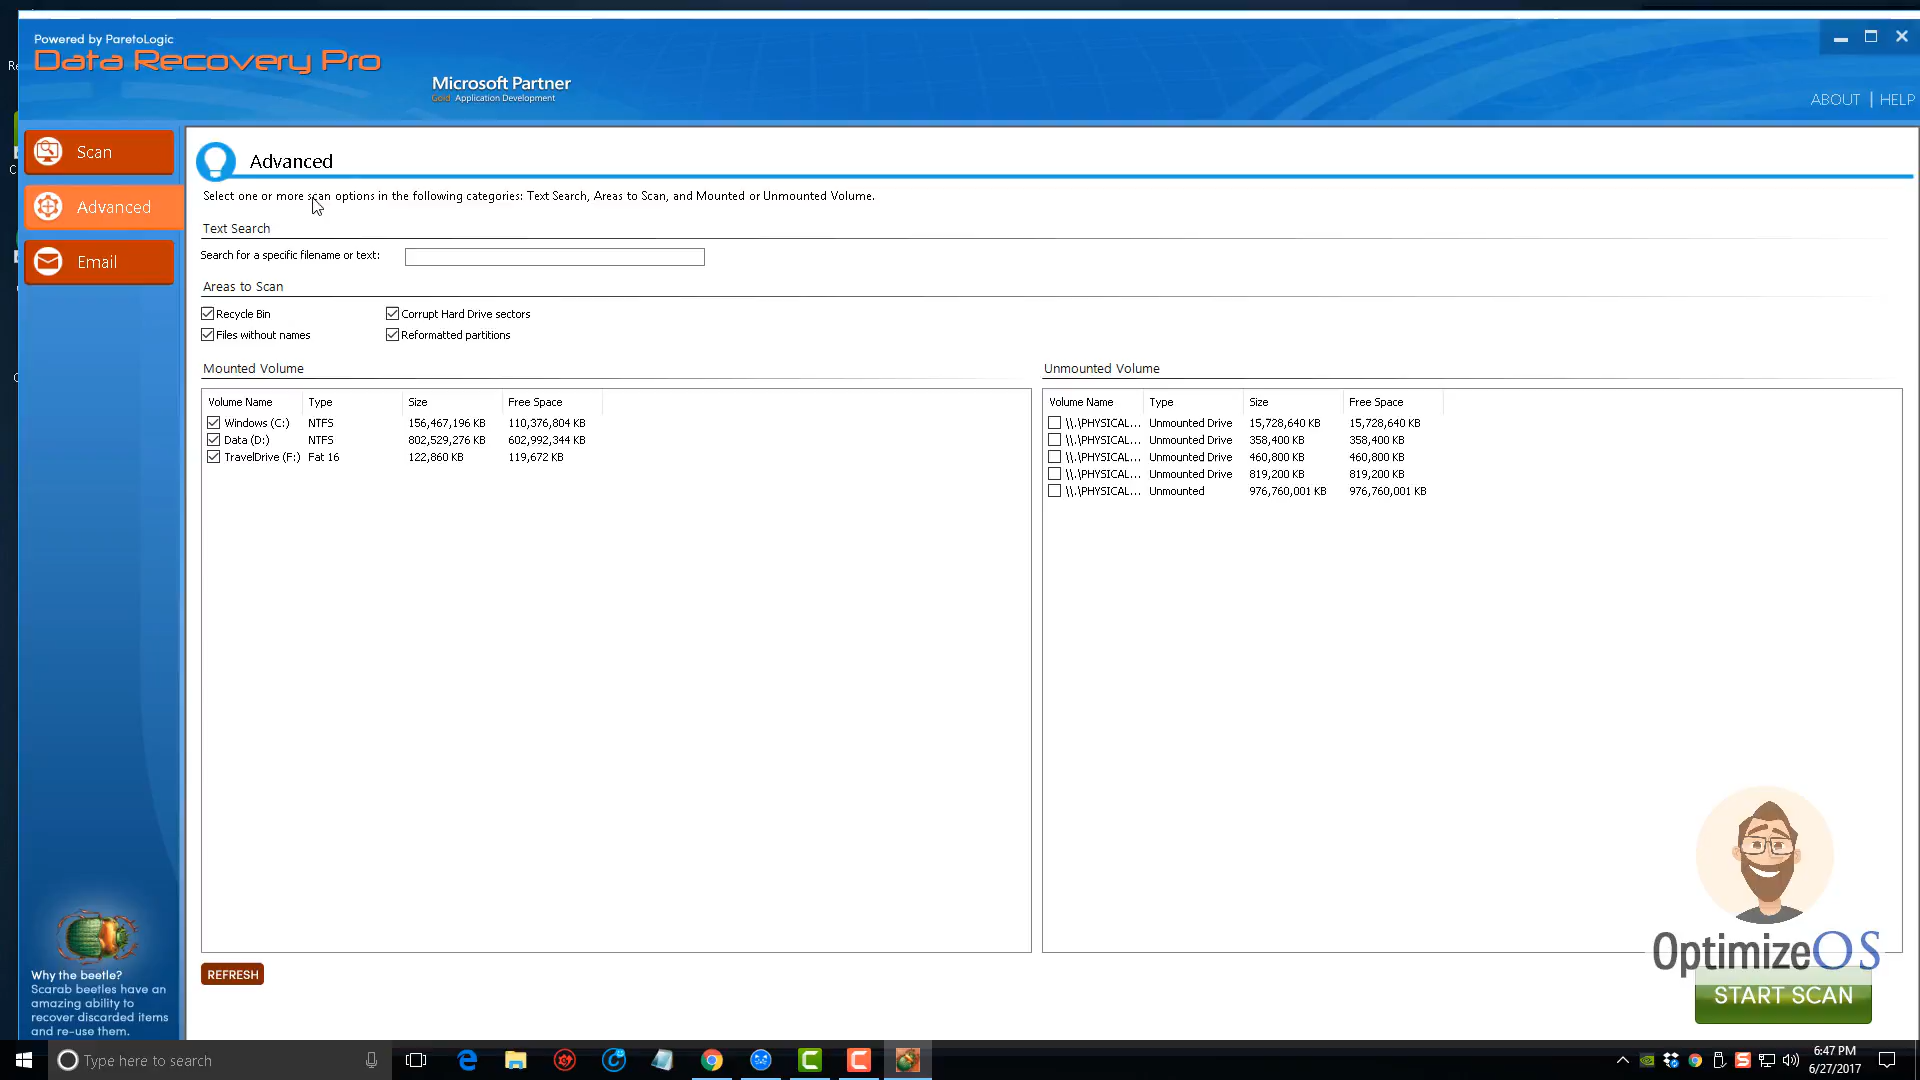 Powered by ParetoLogic
Data Recovery Pro
Microsoft Partner
Gold Application Development
ABOUT | HELP
Scan
Advanced
Email
Advanced
Select one or more scan options in the following categories: Text Search, Areas to Scan, and Mounted or Unmounted Volume.
Text Search
Search for a specific filename or text:
Areas to Scan
Recycle Bin
Corrupt Hard Drive sectors
Files without names
Reformatted partitions
Mounted Volume
Volume Name Type Size Free Space
Windows (C:) NTFS 156,467,196 KB 110,376,804 KB
Data (D:) NTFS 802,529,276 KB 602,992,344 KB
TravelDrive (F:) Fat 16 122,860 KB 119,672 KB
Unmounted Volume
Volume Name Type Size Free Space
\\.\PHYSICAL... Unmounted Drive 15,728,640 KB 15,728,640 KB
\\.\PHYSICAL... Unmounted Drive 358,400 KB 358,400 KB
\\.\PHYSICAL... Unmounted Drive 460,800 KB 460,800 KB
\\.\PHYSICAL... Unmounted Drive 819,200 KB 819,200 KB
\\.\PHYSICAL... Unmounted 976,760,001 KB 976,760,001 KB
OptimizeOS
REFRESH
START SCAN
Why the beetle?
Scarab beetles have an
amazing ability to
recover discarded items
and re-use them.
Type here to search
6:47 PM
6/27/2017